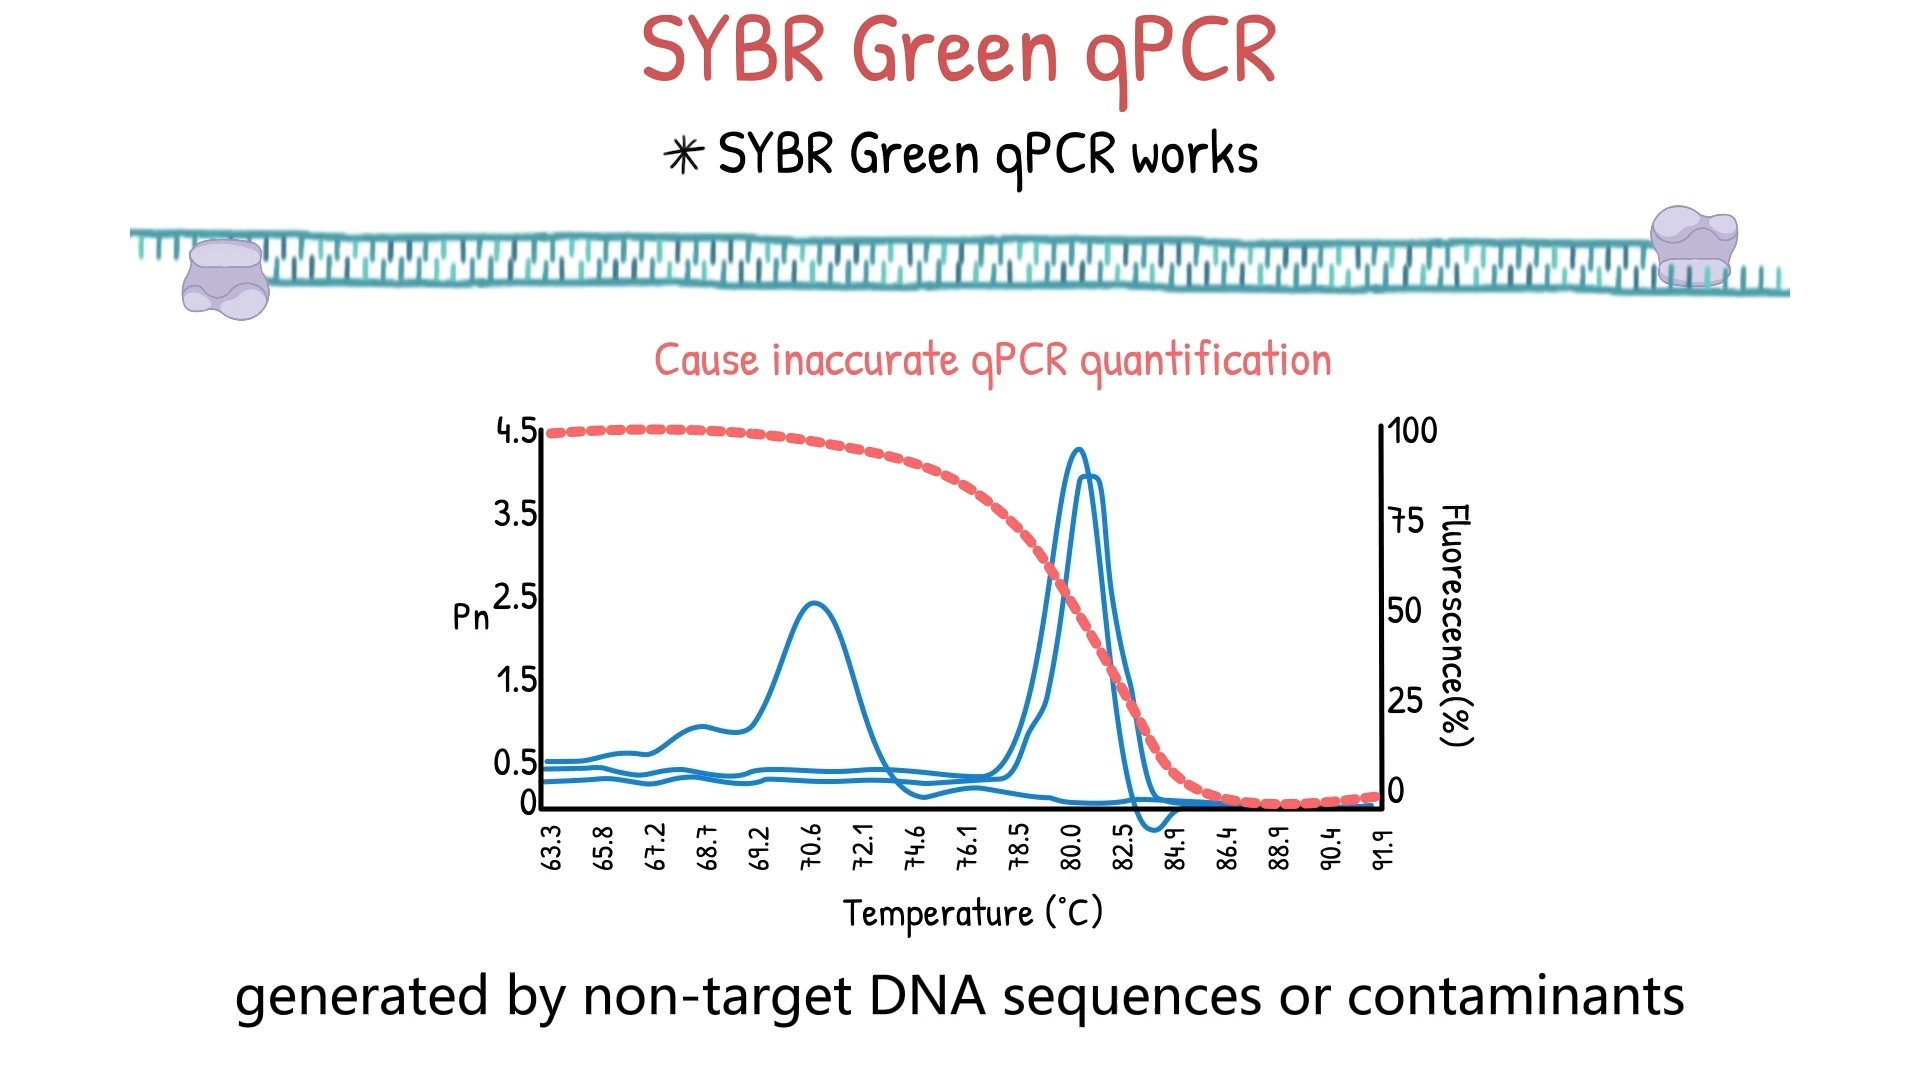 SYBR Green qPCR
✳ SYBR Green qPCR works
Cause inaccurate qPCR quantification
4.5
3.5
2.5
1.5
0.5
0
Pn
100
75
50
25
0
Fluorescence(%)
63.3 65.8 67.2 68.7 69.2 70.6 72.1 74.6 76.1 78.5 80.0 82.5 84.9 86.4 88.9 90.4 91.9
Temperature (°C)
generated by non-target DNA sequences or contaminants